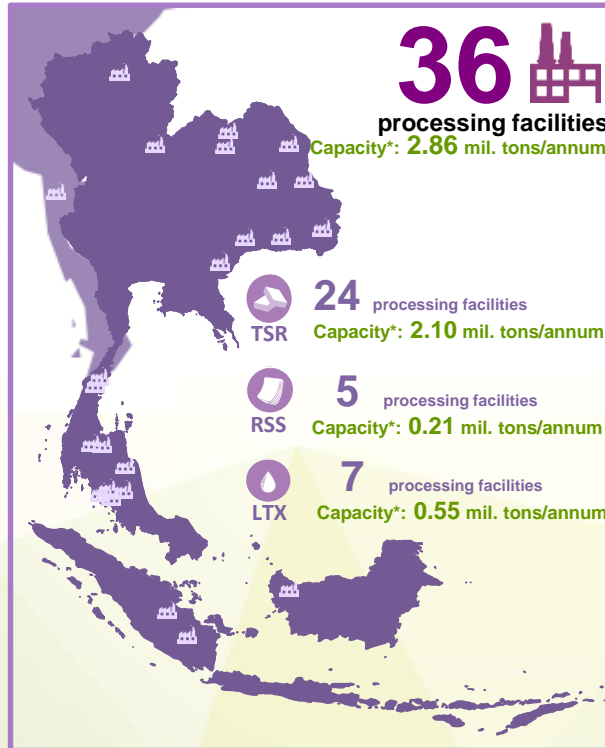 36
processing facilities
Capacity*: 2.86 mil. tons/annum
24 processing facilities
TSR Capacity*: 2.10 mil. tons/annum
5 processing facilities
RSS Capacity*: 0.21 mil. tons/annum
7 processing facilities
LTX Capacity*: 0.55 mil. tons/annum